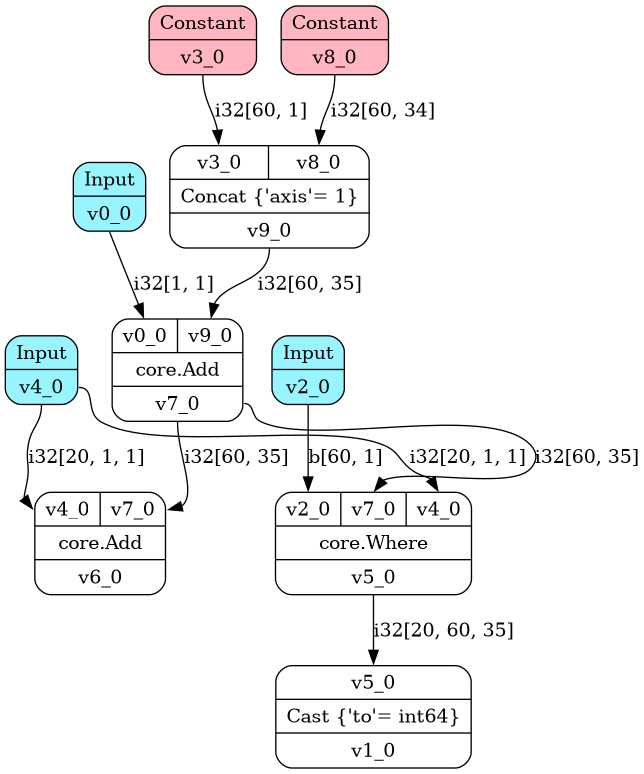 Constant
v3_0
Constant
v8_0
i32[60, 1]
i32[60, 34]
v3_0
v8_0
Concat {'axis'= 1}
v9_0
Input
v0_0
i32[1, 1]
i32[60, 35]
v0_0
v9_0
core.Add
v7_0
Input
v4_0
Input
v2_0
i32[20, 1, 1]
i32[60, 35]
b[60, 1]
i32[20, 1, 1]
i32[60, 35]
v4_0
v7_0
core.Add
v6_0
v2_0
v7_0
v4_0
core.Where
v5_0
i32[20, 60, 35]
v5_0
Cast {'to'= int64}
v1_0